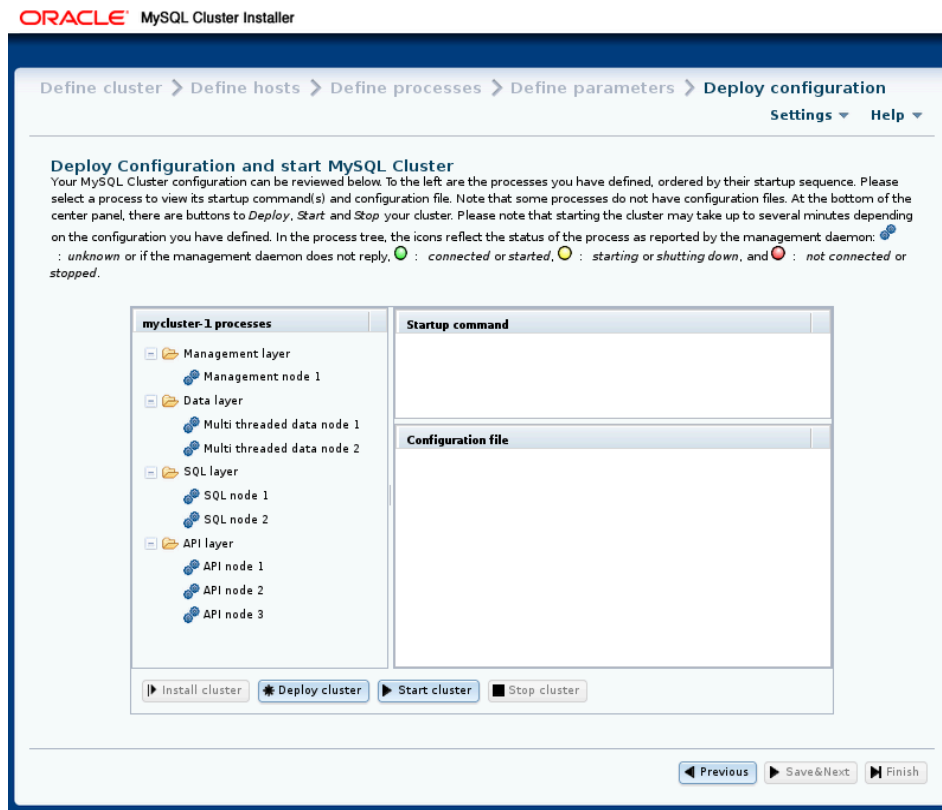 ORACLE MySQL Cluster Installer
Define cluster > Define hosts > Define processes > Define parameters > Deploy configuration
Settings Help
Deploy Configuration and start MySQL Cluster
Your MySQL Cluster configuration can be reviewed below. To the left are the processes you have defined, ordered by their startup sequence. Please
select a process to view its startup command(s) and configuration file. Note that some processes do not have configuration files. At the bottom of the
center panel, there are buttons to Deploy, Start and Stop your cluster. Please note that starting the cluster may take up to several minutes depending
on the configuration you have defined. In the process tree, the icons reflect the status of the process as reported by the management daemon:
: unknown or if the management daemon does not reply, : connected or started, : starting or shutting down, and : not connected or
stopped.
mycluster-1 processes
Management layer
Management node 1
Data layer
Multi threaded data node 1
Multi threaded data node 2
SQL layer
SQL node 1
SQL node 2
API layer
API node 1
API node 2
API node 3
Startup command
Configuration file
Install cluster Deploy cluster Start cluster Stop cluster
Previous Save&Next Finish